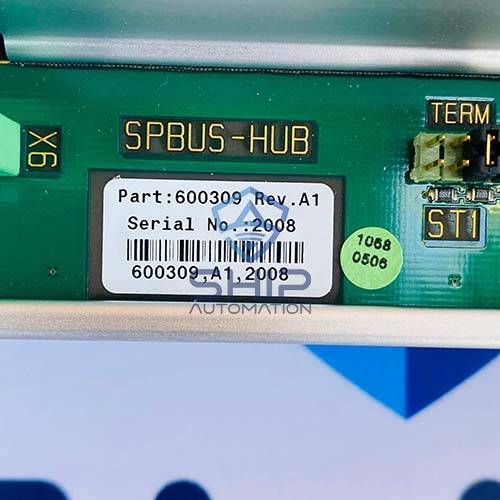 TERM
SPBUS-HUB
X6
ST1
Part:600309 Rev.A1
Serial No.:2008
600309,A1,2008
1068
0506
SHIP
AUTOMATION